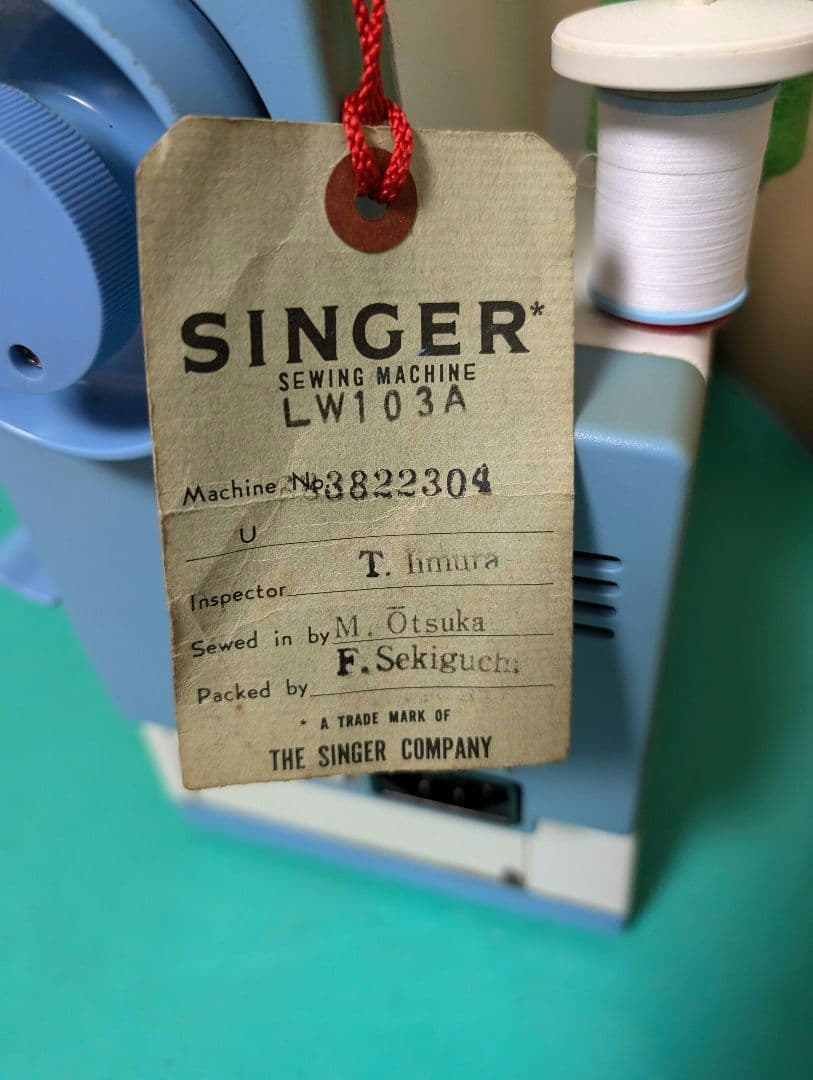 SINGER*
SEWING MACHINE
LW103A
Machine No.
U
T. Iimura
Inspector
Sewed in by M. Ōtsuka
F. Sekiguchi
Packed by
* A TRADE MARK OF
THE SINGER COMPANY